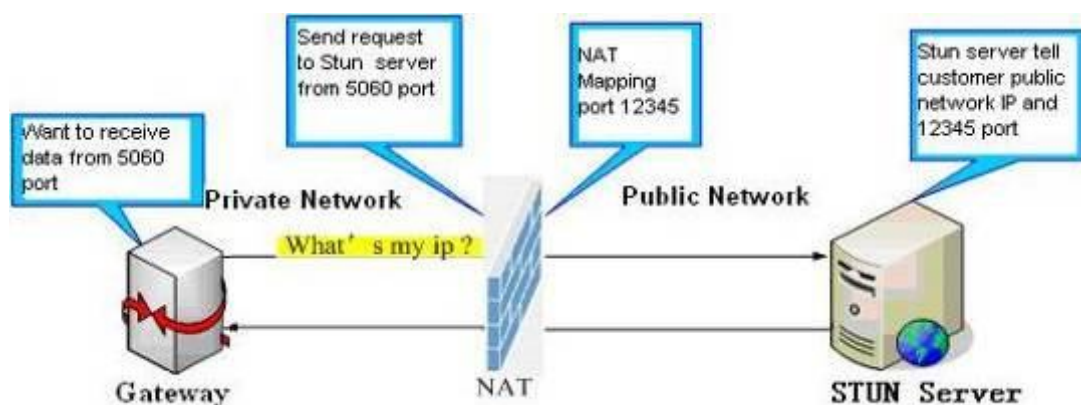 Send request
to Stun server
from 5060 port
NAT
Mapping
port 12345
Stun server tell
customer public
network IP and
12345 port
Want to receive
data from 5060
port
Private Network
Public Network
What's my ip ?
Gateway
NAT
STUN Server